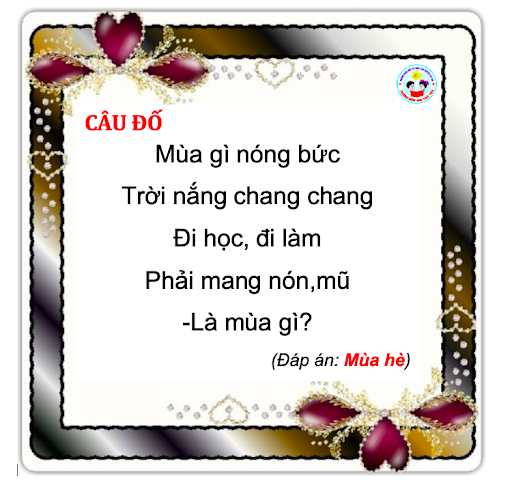 CÂU ĐỐ
Mùa gì nóng bức
Trời nắng chang chang
Đi học, đi làm
Phải mang nón,mũ
-Là mùa gì?
(Đáp án: Mùa hè)